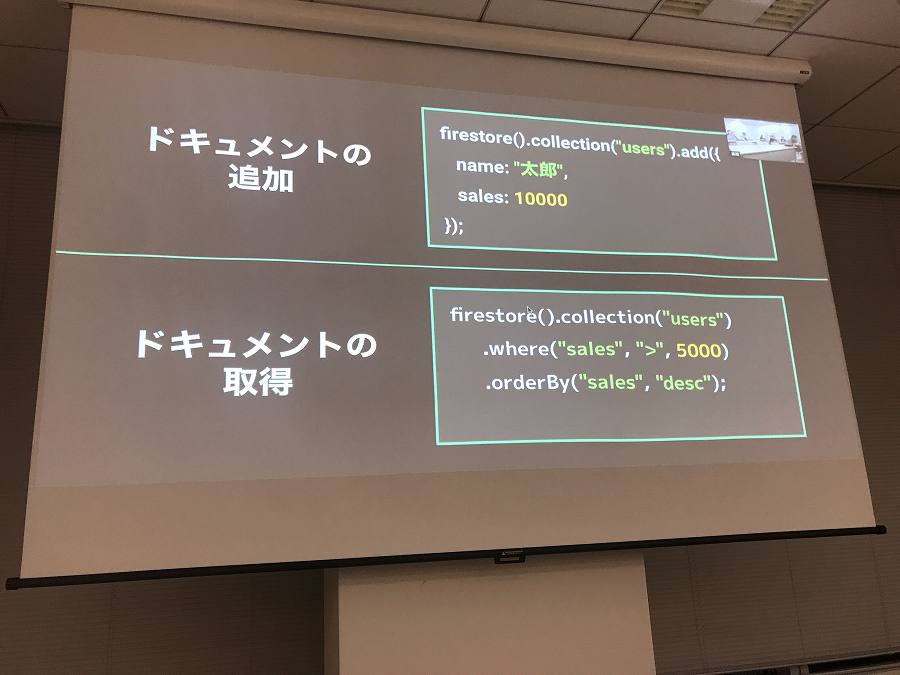 ドキュメントの
追加
firestore().collection("users").add({
name: "太郎",
sales: 10000
});
ドキュメントの
取得
firestore().collection("users")
.where("sales", ">", 5000)
.orderBy("sales", "desc");